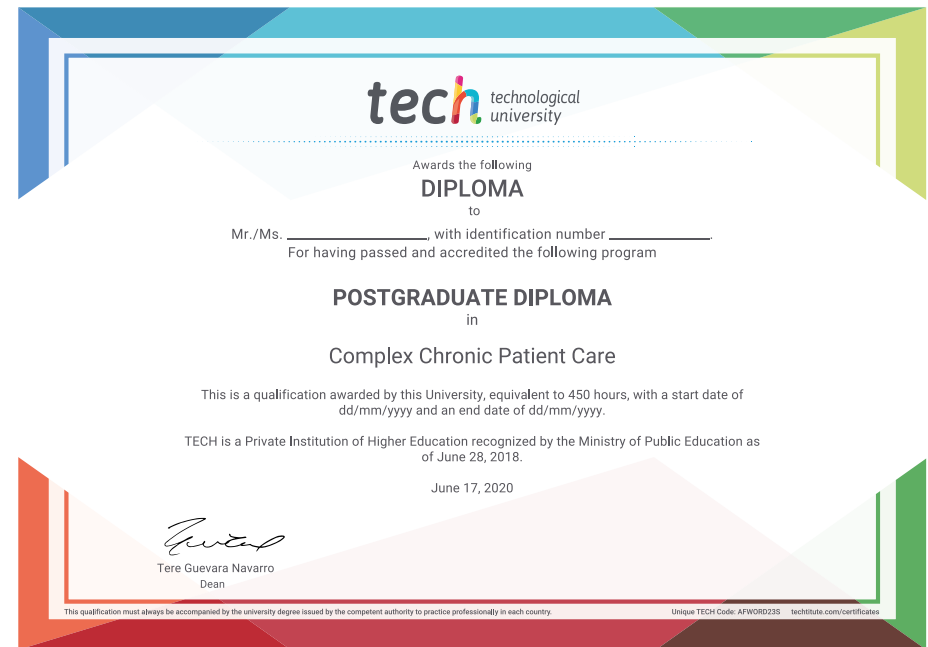 tech technological
university
Awards the following
DIPLOMA
to
Mr./Ms. ____________________, with identification number ______________.
For having passed and accredited the following program
POSTGRADUATE DIPLOMA
in
Complex Chronic Patient Care
This is a qualification awarded by this University, equivalent to 450 hours, with a start date of
dd/mm/yyyy and an end date of dd/mm/yyyy.
TECH is a Private Institution of Higher Education recognized by the Ministry of Public Education as
of June 28, 2018.
June 17, 2020
Tere Guevara Navarro
Dean
This qualification must always be accompanied by the university degree issued by the competent authority to practice professionally in each country. Unique TECH Code: AFWORD23S techtitute.com/certificates